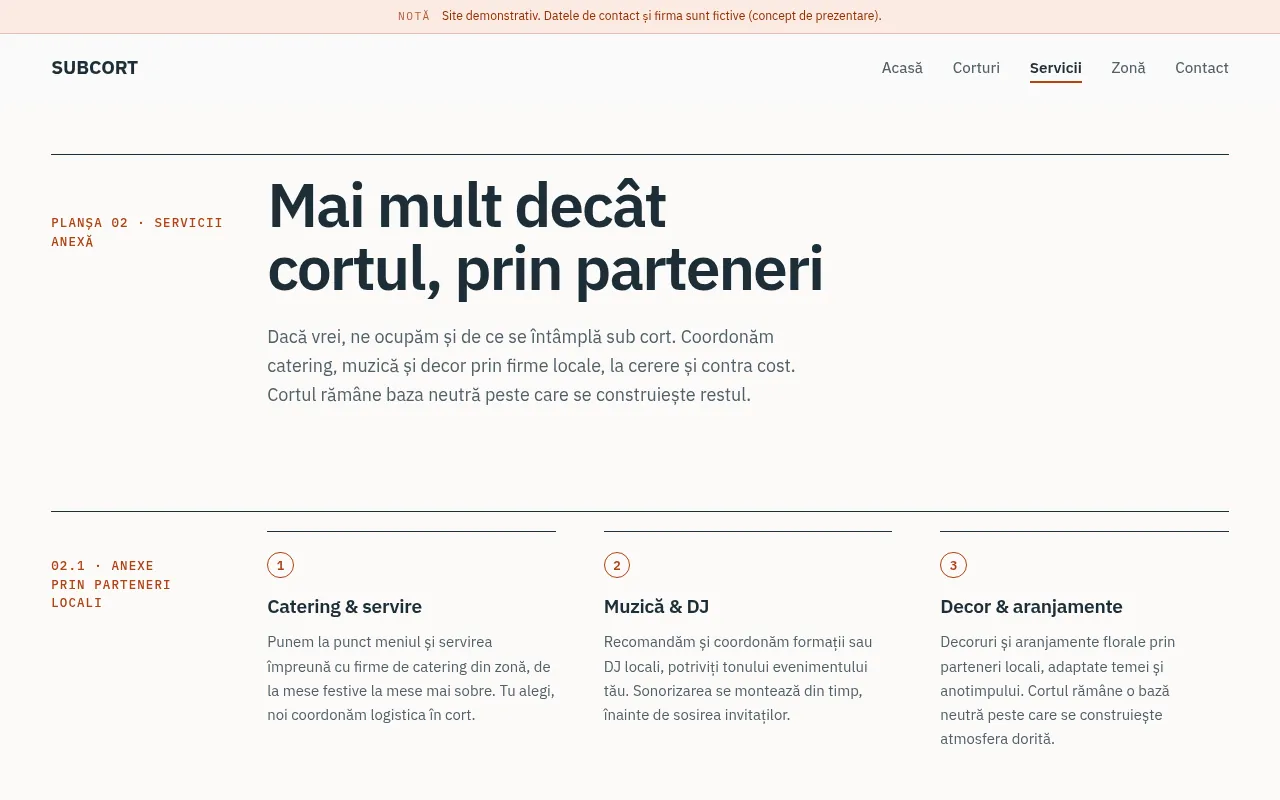 NOTĂ Site demonstrativ. Datele de contact și firma sunt fictive (concept de prezentare).
SUBCORT
Acasă Corturi Servicii Zonă Contact
PLANȘA 02 · SERVICII
ANEXĂ
Mai mult decât
cortul, prin parteneri
Dacă vrei, ne ocupăm și de ce se întâmplă sub cort. Coordonăm
catering, muzică și decor prin firme locale, la cerere și contra cost.
Cortul rămâne baza neutră peste care se construiește restul.
02.1 · ANEXE
PRIN PARTENERI
LOCALI
1
Catering & servire
Punem la punct meniul și servirea
împreună cu firme de catering din zonă, de
la mese festive la mese mai sobre. Tu alegi,
noi coordonăm logistica în cort.
2
Muzică & DJ
Recomandăm și coordonăm formații sau
DJ locali, potriviți tonului evenimentului
tău. Sonorizarea se montează din timp,
înainte de sosirea invitaților.
3
Decor & aranjamente
Decoruri și aranjamente florale prin
parteneri locali, adaptate temei și
anotimpului. Cortul rămâne o bază
neutră peste care se construiește
atmosfera dorită.